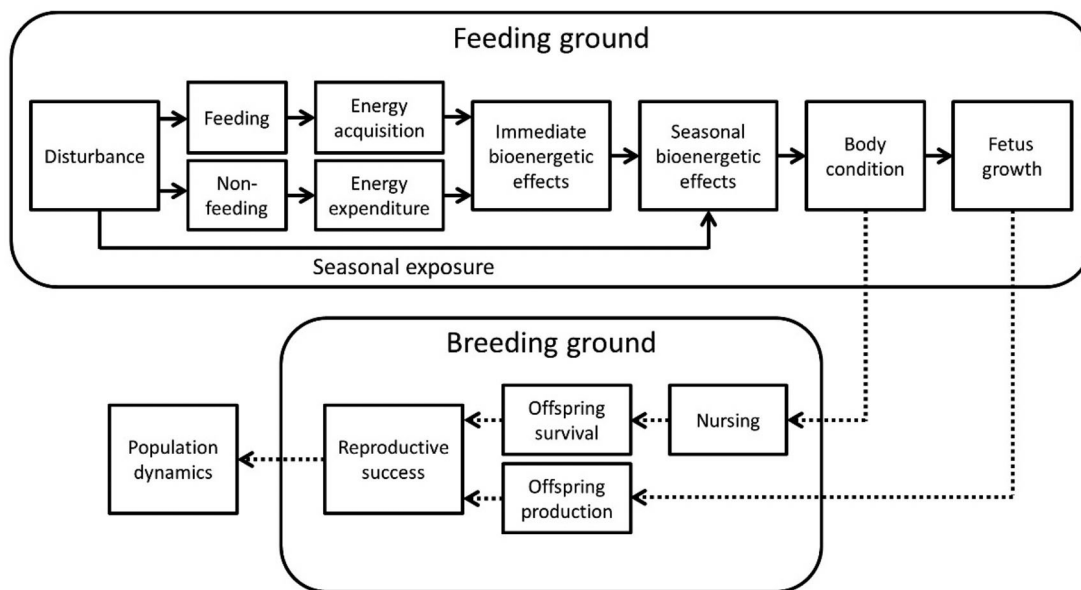 Feeding ground
Disturbance
Feeding
Energy
acquisition
Non-
feeding
Energy
expenditure
Immediate
bioenergetic
effects
Seasonal
bioenergetic
effects
Body
condition
Fetus
growth
Seasonal exposure
Breeding ground
Population
dynamics
Reproductive
success
Offspring
survival
Nursing
Offspring
production